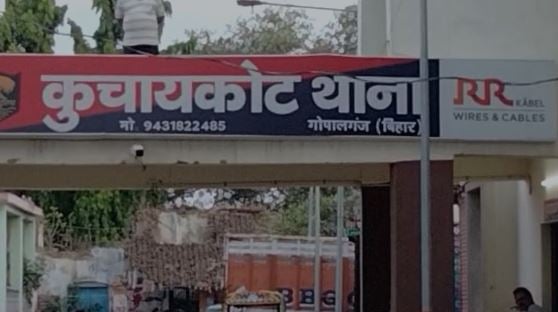 कुचायकोट थाना
मो. 9431822485
गोपालगंज (बिहार)
RR KABEL
WIRES & CABLES